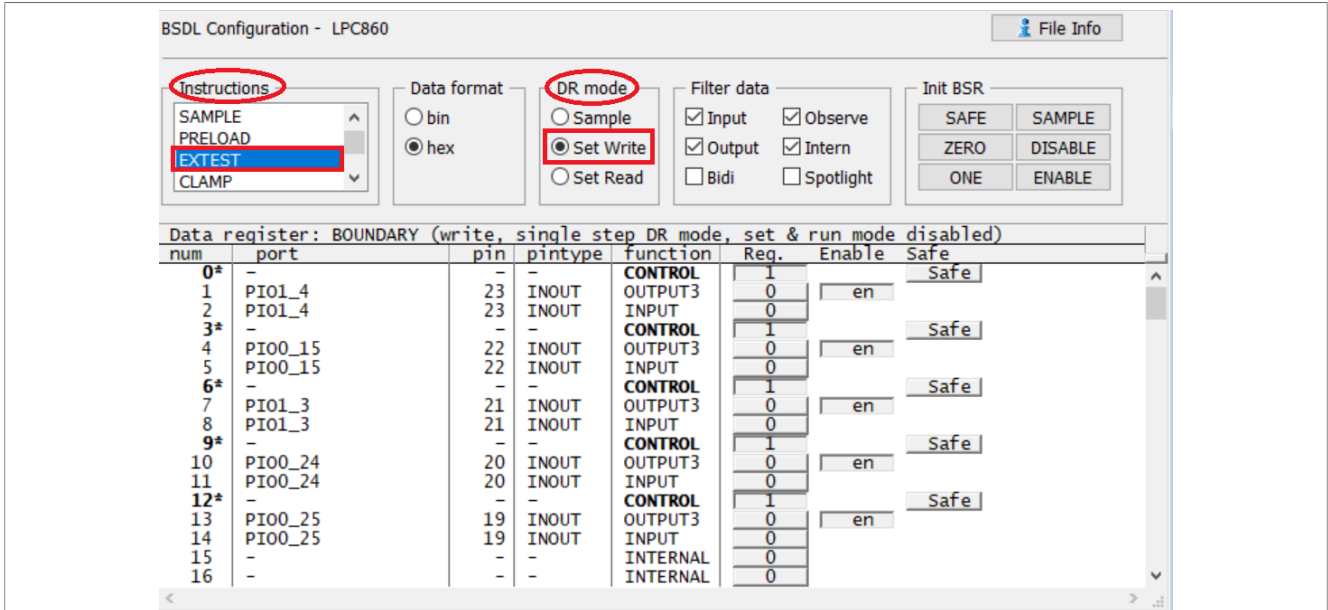 BSDL Configuration - LPC860
File Info
Instructions
Data format
DR mode
Filter data
Init BSR
SAMPLE
PRELOAD
EXTEST
CLAMP
bin
hex
Sample
Set Write
Set Read
Input Observe
Output Intern
Bidi Spotlight
SAFE SAMPLE
ZERO DISABLE
ONE ENABLE
Data register: BOUNDARY (write, single step DR mode, set & run mode disabled)
num port pin pintype function Reg. Enable Safe
0* - - - CONTROL 1 Safe
1 PIO1_4 23 INOUT OUTPUT3 0 en
2 PIO1_4 23 INOUT INPUT 0
3* - - - CONTROL 1 Safe
4 PIO0_15 22 INOUT OUTPUT3 0 en
5 PIO0_15 22 INOUT INPUT 0
6* - - - CONTROL 1 Safe
7 PIO1_3 21 INOUT OUTPUT3 0 en
8 PIO1_3 21 INOUT INPUT 0
9* - - - CONTROL 1 Safe
10 PIO0_24 20 INOUT OUTPUT3 0 en
11 PIO0_24 20 INOUT INPUT 0
12* - - - CONTROL 1 Safe
13 PIO0_25 19 INOUT OUTPUT3 0 en
14 PIO0_25 19 INOUT INPUT 0
15 - - - INTERNAL 0
16 - - - INTERNAL 0